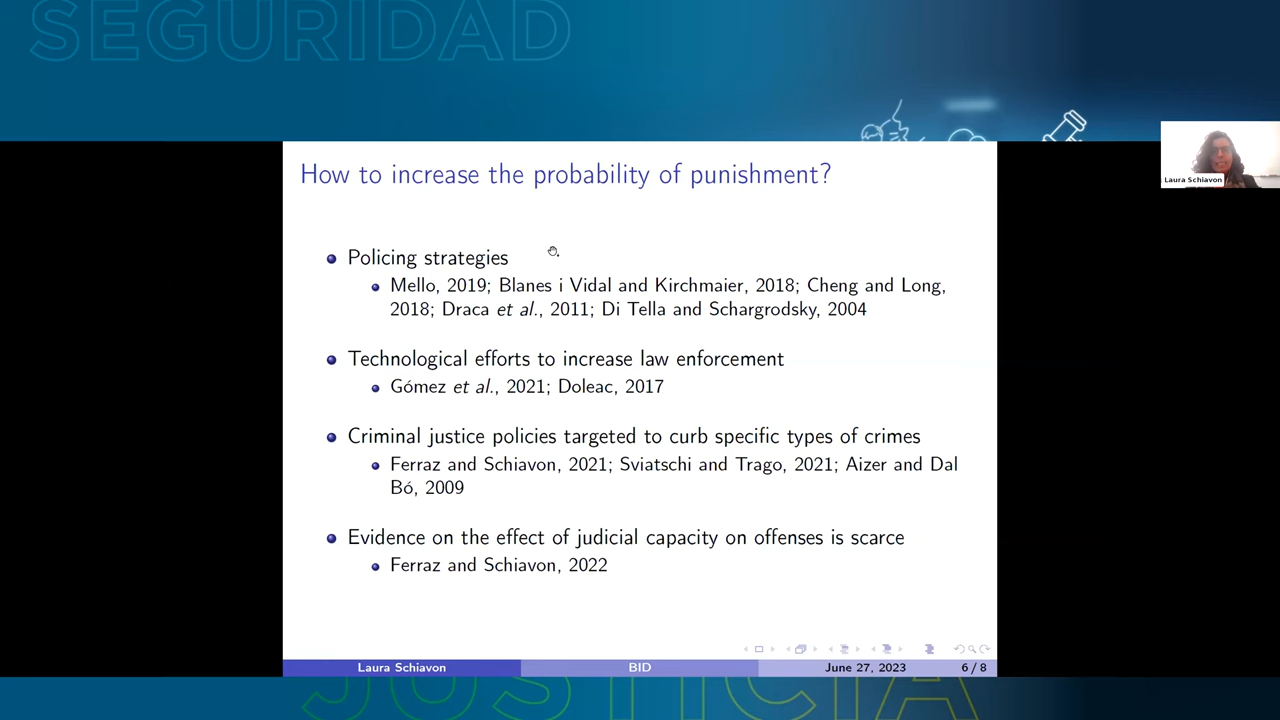 SEGURIDAD
How to increase the probability of punishment?
Laura Schiavon
Policing strategies
Mello, 2019; Blanes i Vidal and Kirchmaier, 2018; Cheng and Long,
2018; Draca et al., 2011; Di Tella and Schargrodsky, 2004
Technological efforts to increase law enforcement
Gómez et al., 2021; Doleac, 2017
Criminal justice policies targeted to curb specific types of crimes
Ferraz and Schiavon, 2021; Sviatschi and Trago, 2021; Aizer and Dal
Bó, 2009
Evidence on the effect of judicial capacity on offenses is scarce
Ferraz and Schiavon, 2022
Laura Schiavon BID June 27, 2023 6 / 8
JUSTICIA